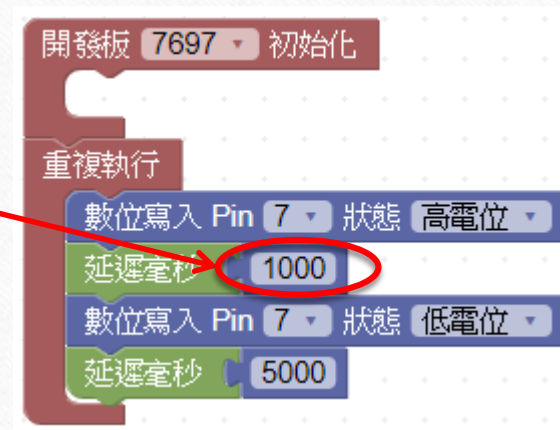 開發板 7697 初始化
重複執行
數位寫入 Pin 7 狀態 高電位
延遲毫秒 1000
數位寫入 Pin 7 狀態 低電位
延遲毫秒 5000